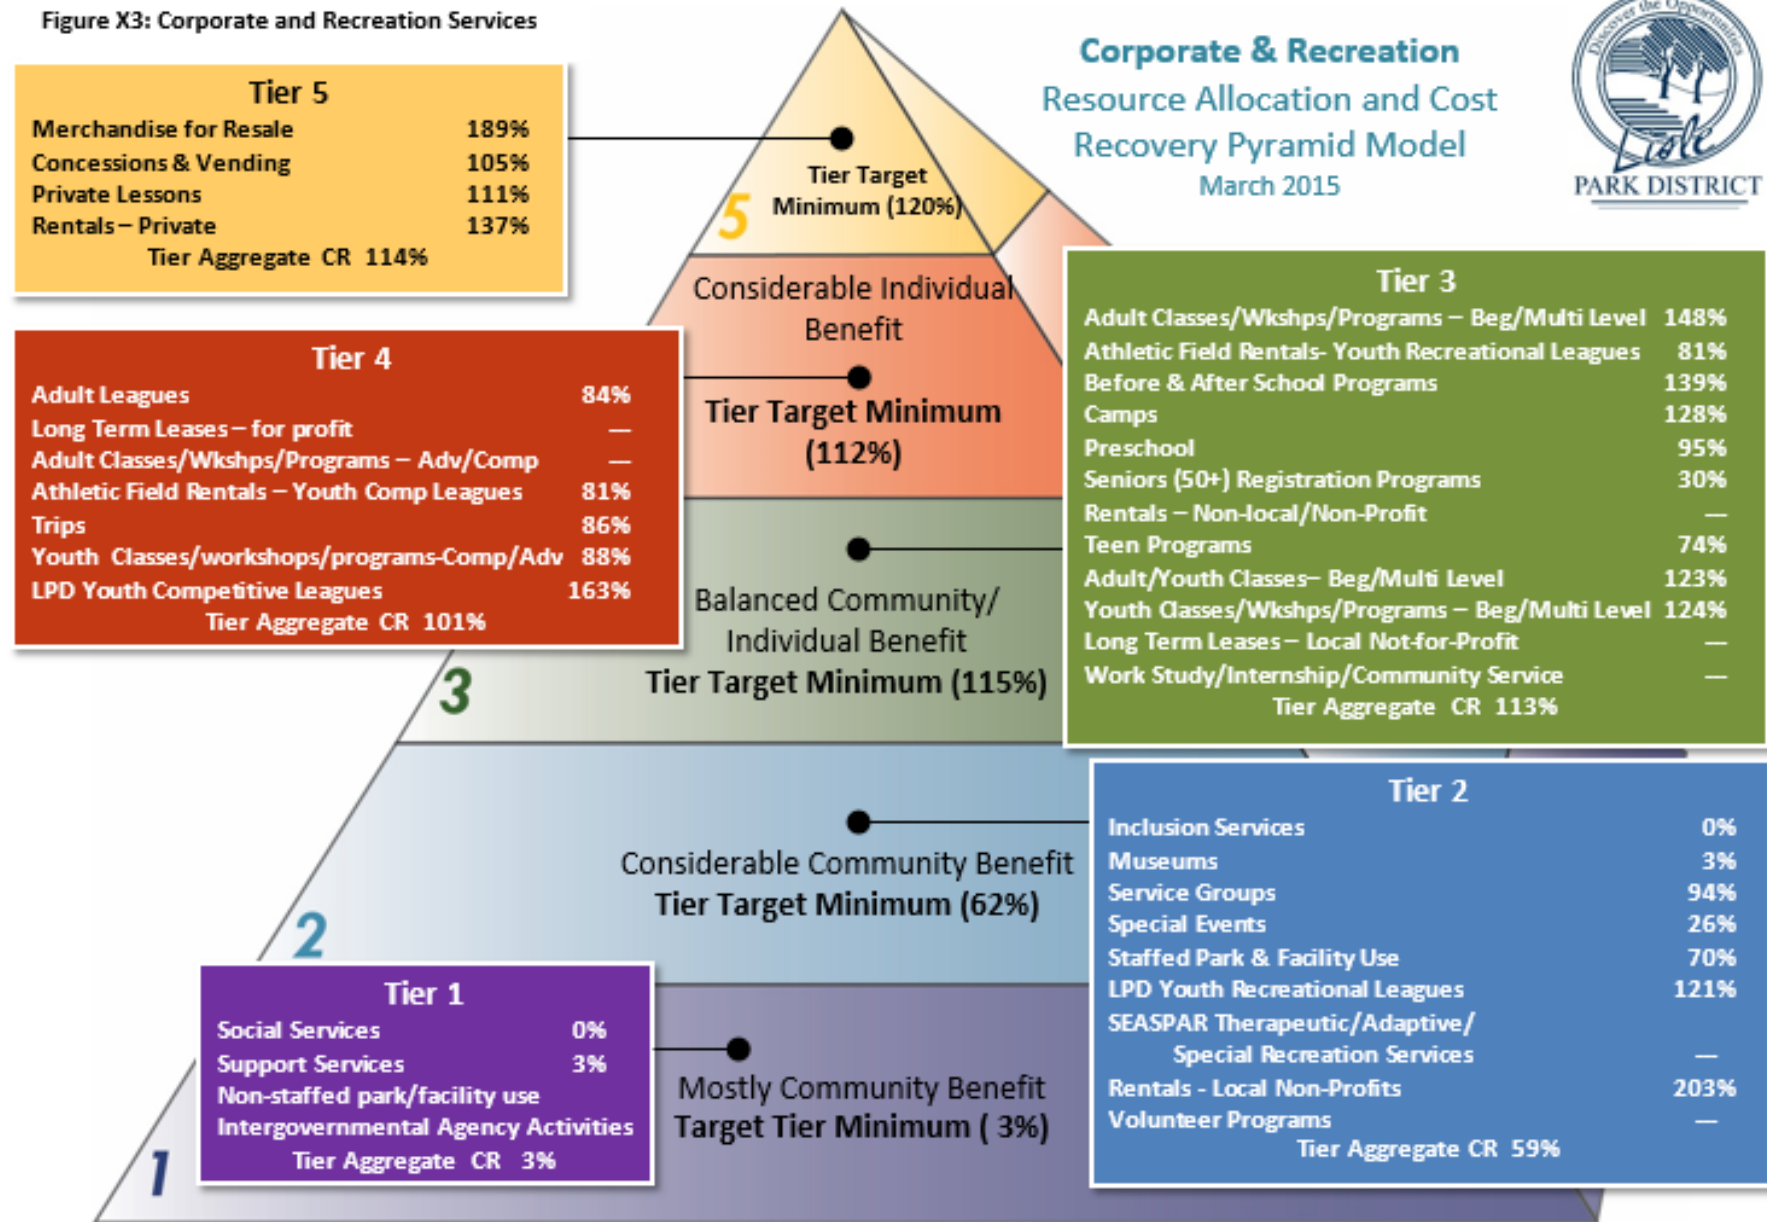 Figure X3: Corporate and Recreation Services
Corporate & Recreation
Resource Allocation and Cost
Recovery Pyramid Model
March 2015
Discover the Opportunities
Lisle
PARK DISTRICT
Tier 5
Merchandise for Resale 189%
Concessions & Vending 105%
Private Lessons 111%
Rentals – Private 137%
Tier Aggregate CR 114%
Tier Target
Minimum (120%)
5
Tier 4
Adult Leagues 84%
Long Term Leases – for profit —
Adult Classes/Wkshps/Programs – Adv/Comp —
Athletic Field Rentals – Youth Comp Leagues 81%
Trips 86%
Youth Classes/workshops/programs-Comp/Adv 88%
LPD Youth Competitive Leagues 163%
Tier Aggregate CR 101%
Considerable Individual
Benefit
Tier Target Minimum
(112%)
Tier 3
Adult Classes/Wkshps/Programs – Beg/Multi Level 148%
Athletic Field Rentals- Youth Recreational Leagues 81%
Before & After School Programs 139%
Camps 128%
Preschool 95%
Seniors (50+) Registration Programs 30%
Rentals – Non-local/Non-Profit —
Teen Programs 74%
Adult/Youth Classes– Beg/Multi Level 123%
Youth Classes/Wkshps/Programs – Beg/Multi Level 124%
Long Term Leases – Local Not-for-Profit —
Work Study/Internship/Community Service —
Tier Aggregate CR 113%
Balanced Community/
Individual Benefit
Tier Target Minimum (115%)
3
Tier 2
Inclusion Services 0%
Museums 3%
Service Groups 94%
Special Events 26%
Staffed Park & Facility Use 70%
LPD Youth Recreational Leagues 121%
SEASPAR Therapeutic/Adaptive/
Special Recreation Services —
Rentals - Local Non-Profits 203%
Volunteer Programs —
Tier Aggregate CR 59%
Considerable Community Benefit
Tier Target Minimum (62%)
2
Tier 1
Social Services 0%
Support Services 3%
Non-staffed park/facility use
Intergovernmental Agency Activities
Tier Aggregate CR 3%
Mostly Community Benefit
Target Tier Minimum ( 3%)
1